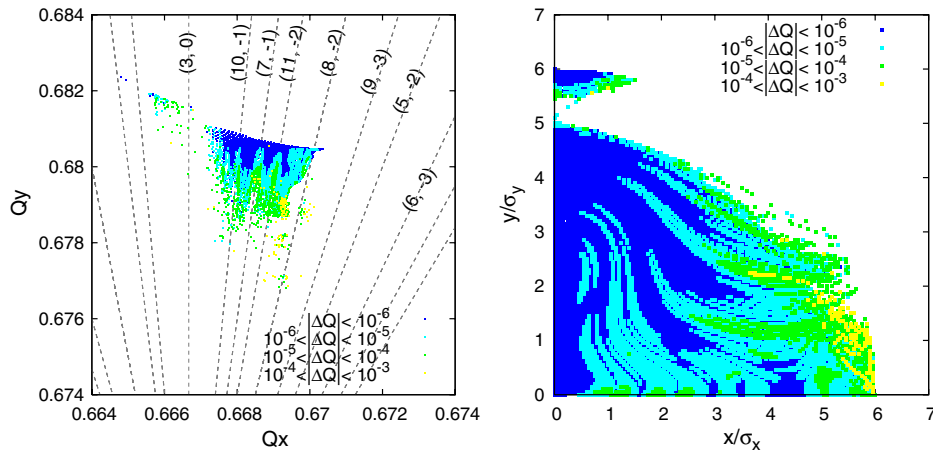 0.684
0.682
0.68
0.678
0.676
0.674
Qy
(3, 0)
(10, -1)
(7, -1)
(11, -2)
(8, -2)
(9, -3)
(5, -2)
(6, -3)
|ΔQ| < 10⁻⁶
10⁻⁶< |ΔQ| < 10⁻⁵
10⁻⁵< |ΔQ| < 10⁻⁴
10⁻⁴< |ΔQ| < 10⁻³
0.664 0.666 0.668 0.67 0.672 0.674
Qx
7
6
5
4
3
2
1
0
y/σy
|ΔQ| < 10⁻⁶
10⁻⁶< |ΔQ| < 10⁻⁵
10⁻⁵< |ΔQ| < 10⁻⁴
10⁻⁴< |ΔQ| < 10⁻³
0 1 2 3 4 5 6 7
x/σx